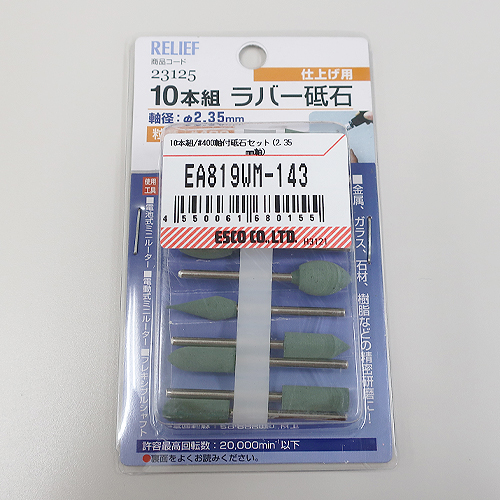 RELIEF
商品コード
23125
仕上げ用
10本組 ラバー砥石
軸径：φ2.35mm
10本組/#400軸付砥石セット(2.35
mm軸)
EA819WM-143
4 550061 680155
ESCO CO.,LTD.
H3121
使用
工具
■電池式ミニルーター
■電動式ミニルーター
■フレキシブルシャフト
■金属、ガラス、石材、樹脂などの精密研磨に！
許容最高回転数：20,000min⁻¹以下
●裏面をよくお読みください。